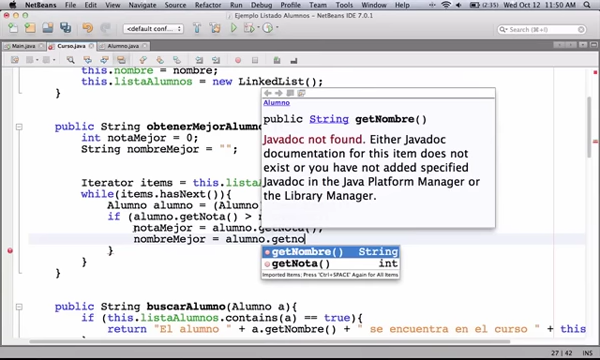 NetBeans File Edit View Navigate Source Refactor Run Debug Profile Team Tools Window Help (2:35) Wed Oct 12 11:50 AM
Ejemplo Listado Alumnos - NetBeans IDE 7.0.1
<default conf... Search (⌘+I)
Main.java Curso.java Alumno.java
this.nombre = nombre;
this.listaAlumnos = new LinkedList();
}
public String obtenerMejorAlumno
int notaMejor = 0;
String nombreMejor = "";
Iterator items = this.lista
while(items.hasNext()){
Alumno alumno = (Alumno
if (alumno.getNota() > n
notaMejor = alumno.getNota();
nombreMejor = alumno.getno
}
}
}
Alumno
public String getNombre()
Javadoc not found. Either Javadoc
documentation for this item does not
exist or you have not added specified
Javadoc in the Java Platform Manager or
the Library Manager.
getNombre() String
getNota() int
Imported Items; Press 'Ctrl+SPACE' Again for All Items
public String buscarAlumno(Alumno a){
if (this.listaAlumnos.contains(a) == true){
return "El alumno " + a.getNombre() + " se encuentra en el curso " + this
27 | 42 INS